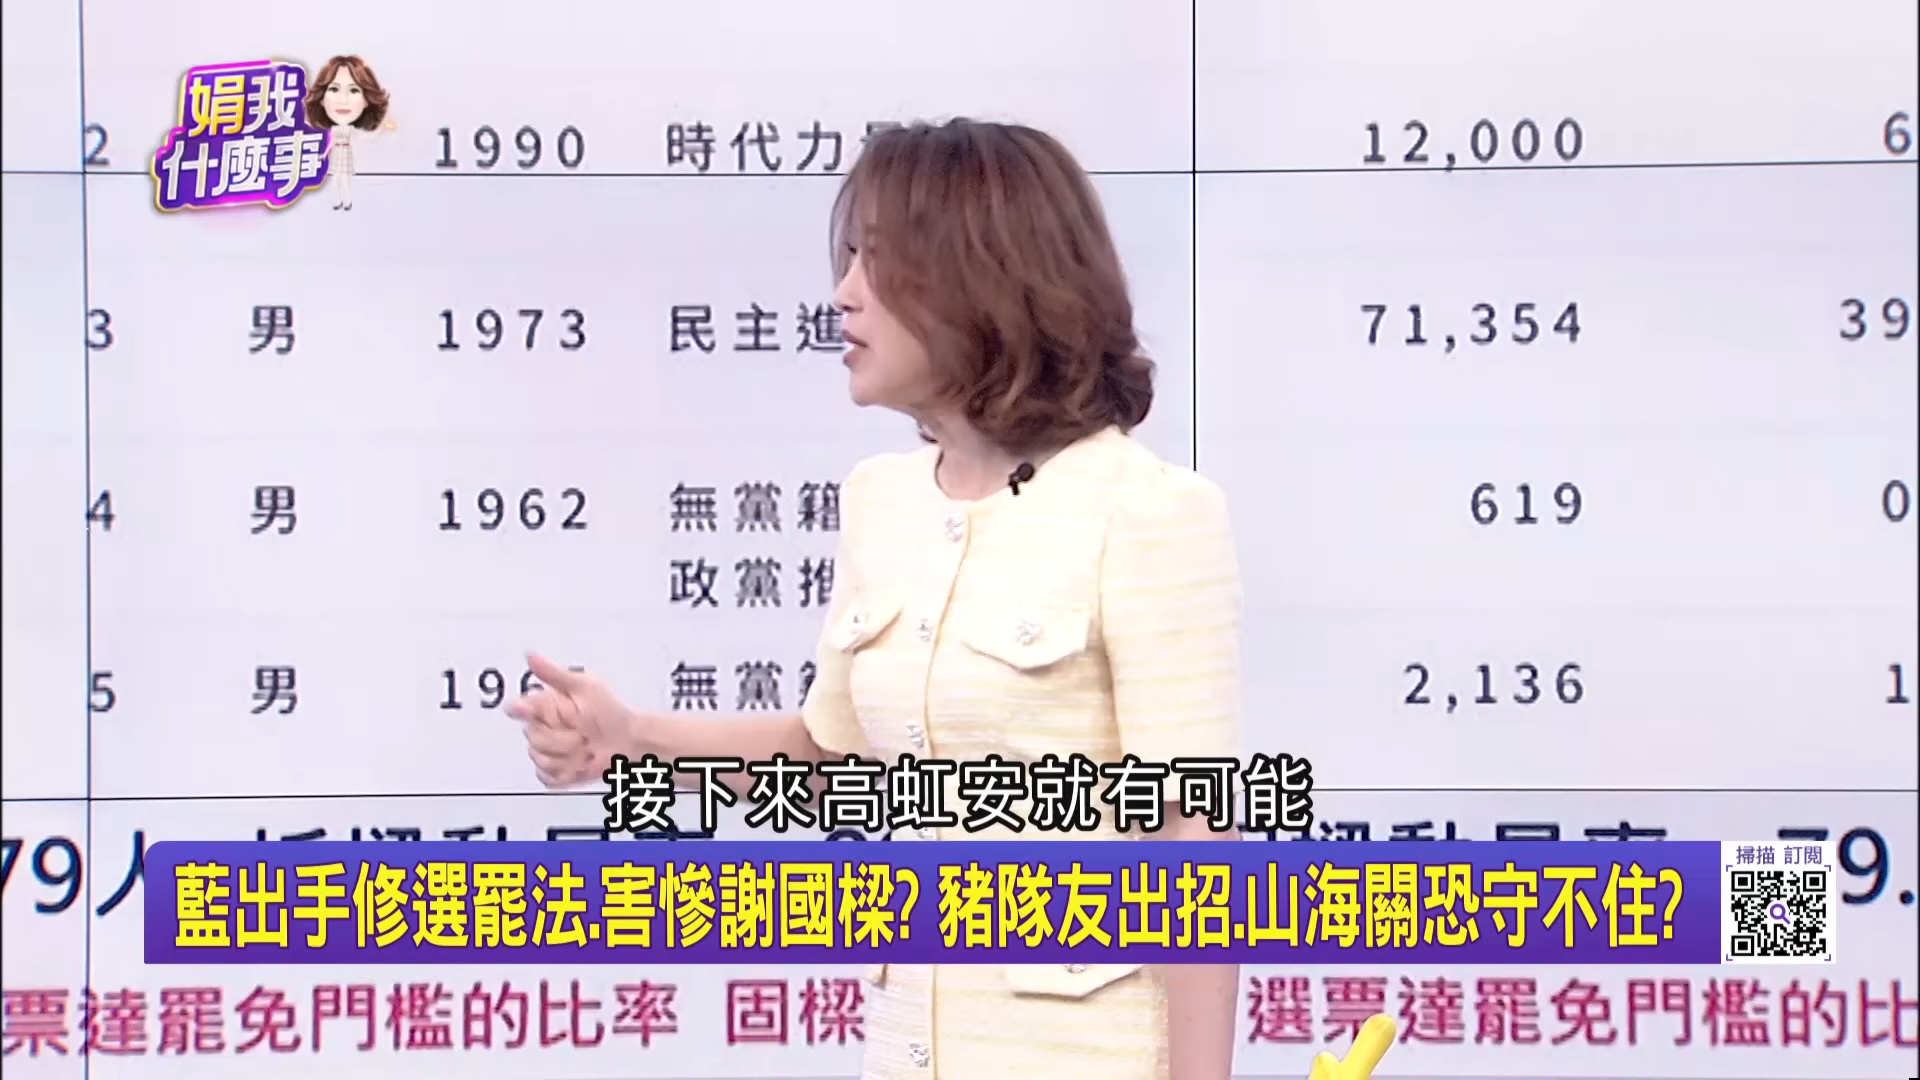 娟我
什麼事
2 1990 時代力 12,000 6
3 男 1973 民主進 71,354 39
4 男 1962 無黨籍 619 0
政黨推
5 男 無黨 2,136 1
接下來高虹安就有可能
79人 79.
藍出手修選罷法.害慘謝國樑? 豬隊友出招.山海關恐守不住?
掃描 訂閱
票達罷免門檻的比率 固樑 選票達罷免門檻的比